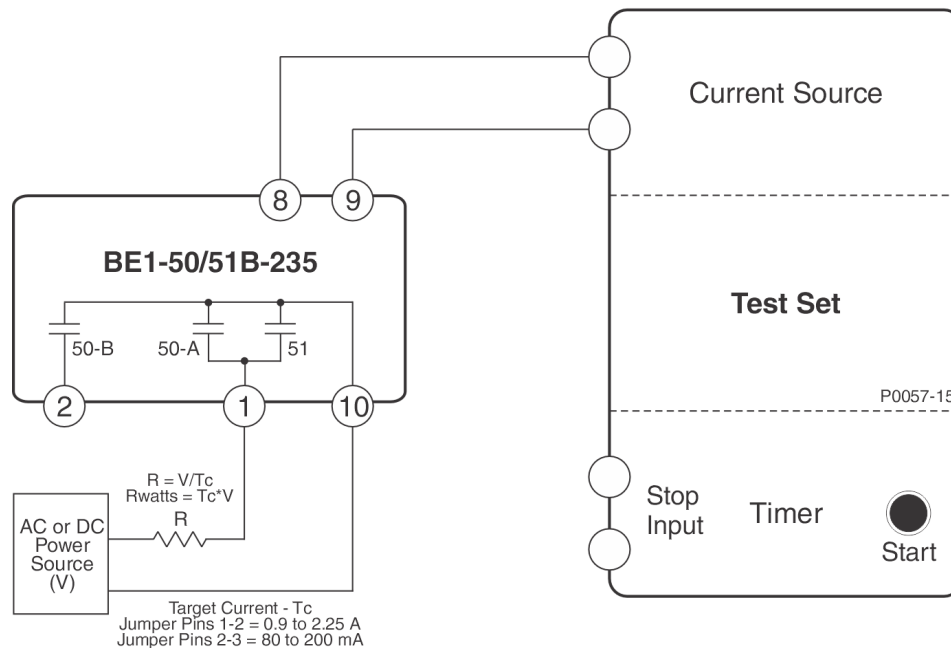 Current Source
8
9
BE1-50/51B-235
Test Set
50-B
50-A
51
P0057-15
2
1
10
R = V/Tc
Rwatts = Tc*V
R
AC or DC
Power
Source
(V)
Stop
Input
Timer
Start
Target Current - Tc
Jumper Pins 1-2 = 0.9 to 2.25 A
Jumper Pins 2-3 = 80 to 200 mA